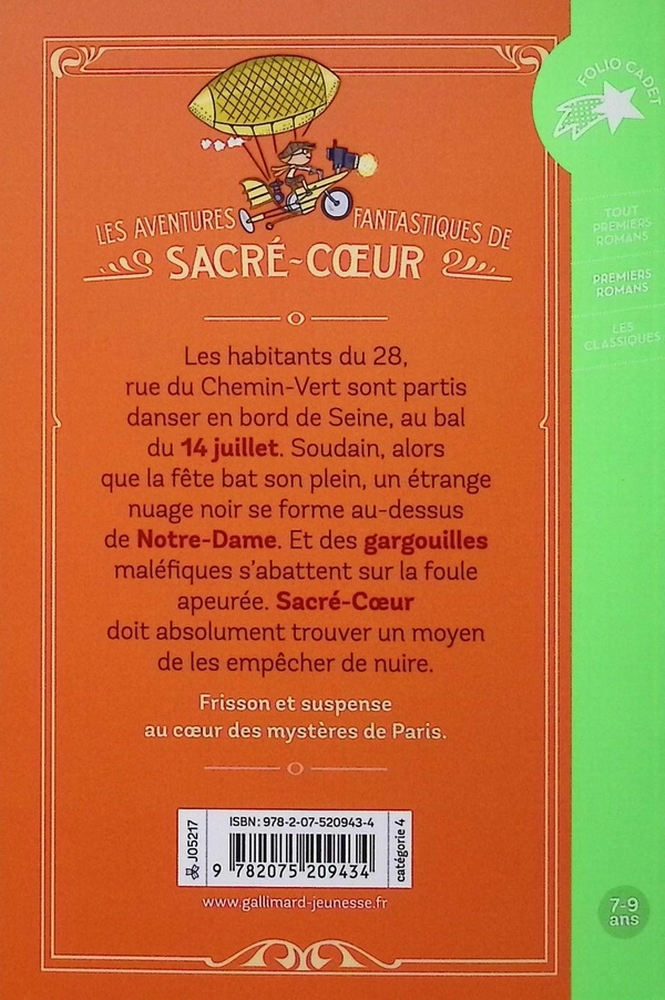 FOLIO CADET
LES AVENTURES FANTASTIQUES DE
SACRÉ-CŒUR
TOUT
PREMIERS
ROMANS
PREMIERS
ROMANS
LES
CLASSIQUES
Les habitants du 28,
rue du Chemin-Vert sont partis
danser en bord de Seine, au bal
du 14 juillet. Soudain, alors
que la fête bat son plein, un étrange
nuage noir se forme au-dessus
de Notre-Dame. Et des gargouilles
maléfiques s'abattent sur la foule
apeurée. Sacré-Cœur
doit absolument trouver un moyen
de les empêcher de nuire.
Frisson et suspense
au cœur des mystères de Paris.
J05217
ISBN: 978-2-07-520943-4
9 782075 209434
catégorie 4
www.gallimard-jeunesse.fr
7-9
ans